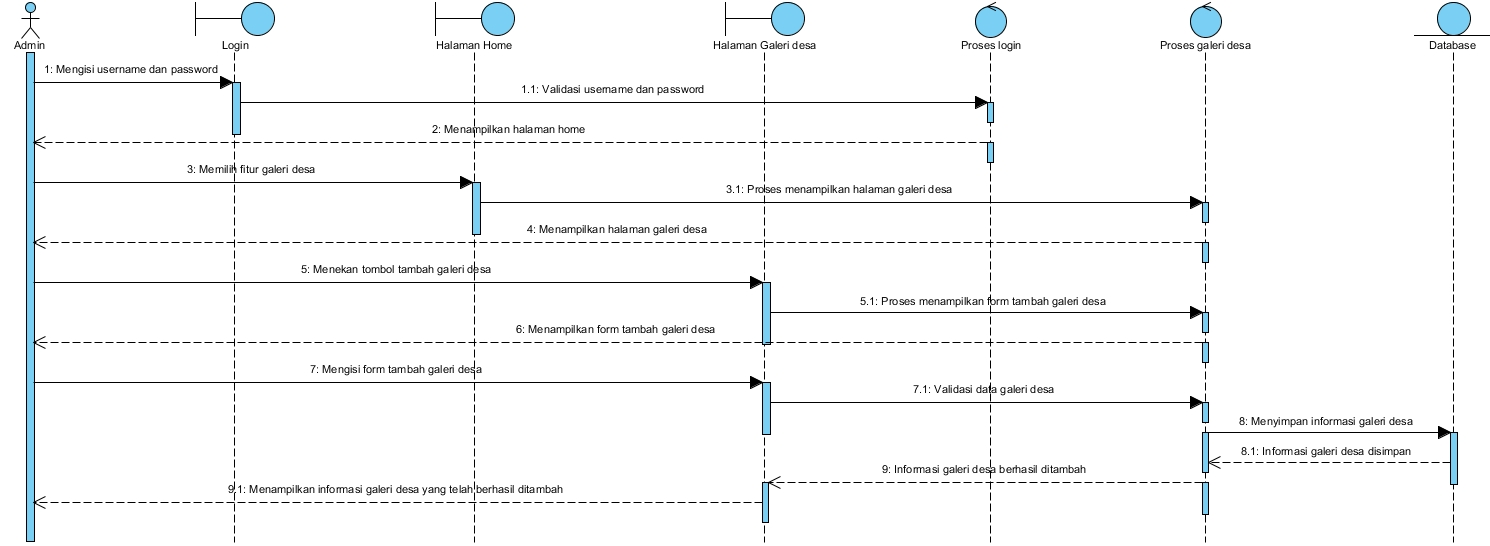 Admin
Login
Halaman Home
Halaman Galeri desa
Proses login
Proses galeri desa
Database
1: Mengisi username dan password
1.1: Validasi username dan password
2: Menampilkan halaman home
3: Memilih fitur galeri desa
3.1: Proses menampilkan halaman galeri desa
4: Menampilkan halaman galeri desa
5: Menekan tombol tambah galeri desa
5.1: Proses menampilkan form tambah galeri desa
6: Menampilkan form tambah galeri desa
7: Mengisi form tambah galeri desa
7.1: Validasi data galeri desa
8: Menyimpan informasi galeri desa
8.1: Informasi galeri desa disimpan
9: Informasi galeri desa berhasil ditambah
9.1: Menampilkan informasi galeri desa yang telah berhasil ditambah